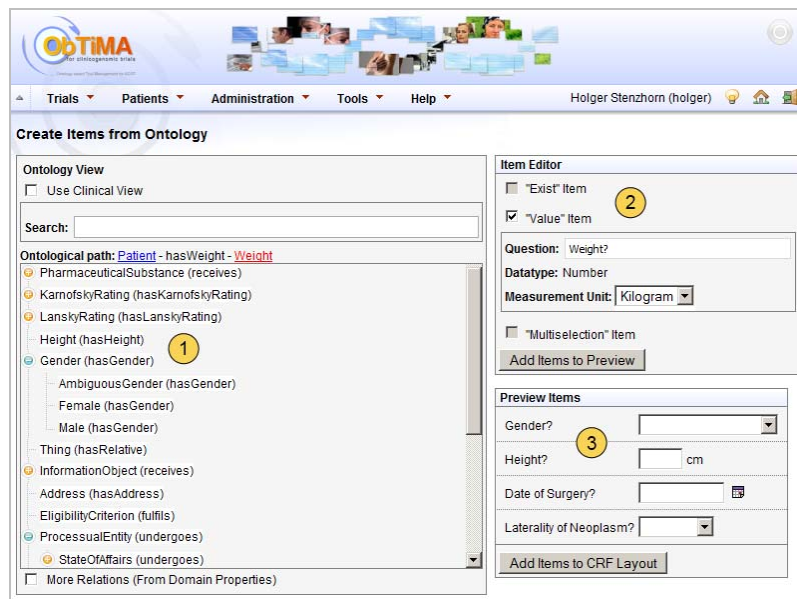 ObTiMA
for clinicogenomic trials
Trials Patients Administration Tools Help Holger Stenzhorn (holger)
Create Items from Ontology
Ontology View
Use Clinical View
Search:
Ontological path: Patient - hasWeight - Weight
PharmaceuticalSubstance (receives)
KarnofskyRating (hasKarnofskyRating)
LanskyRating (hasLanskyRating)
Height (hasHeight)
1
Gender (hasGender)
AmbiguousGender (hasGender)
Female (hasGender)
Male (hasGender)
Thing (hasRelative)
InformationObject (receives)
Address (hasAddress)
EligibilityCriterion (fulfils)
ProcessualEntity (undergoes)
StateOfAffairs (undergoes)
More Relations (From Domain Properties)
Item Editor
"Exist" Item
2
"Value" Item
Question: Weight?
Datatype: Number
Measurement Unit: Kilogram
"Multiselection" Item
Add Items to Preview
Preview Items
Gender?
3
Height? cm
Date of Surgery?
Laterality of Neoplasm?
Add Items to CRF Layout